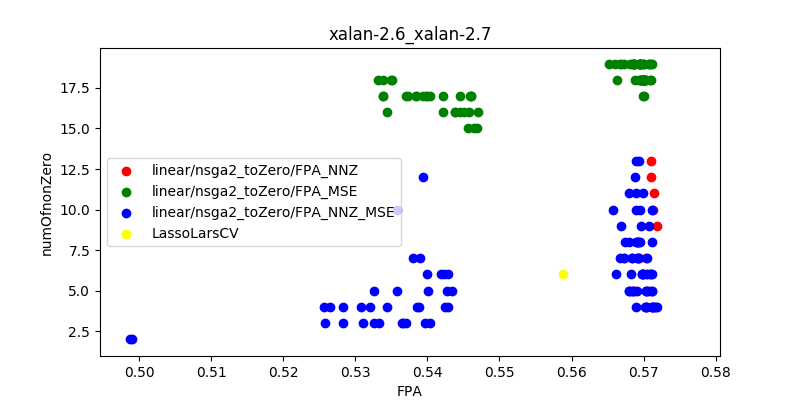 xalan-2.6_xalan-2.7
numOfnonZero
17.5
15.0
12.5
10.0
7.5
5.0
2.5
linear/nsga2_toZero/FPA_NNZ
linear/nsga2_toZero/FPA_MSE
linear/nsga2_toZero/FPA_NNZ_MSE
LassoLarsCV
0.50 0.51 0.52 0.53 0.54 0.55 0.56 0.57 0.58
FPA